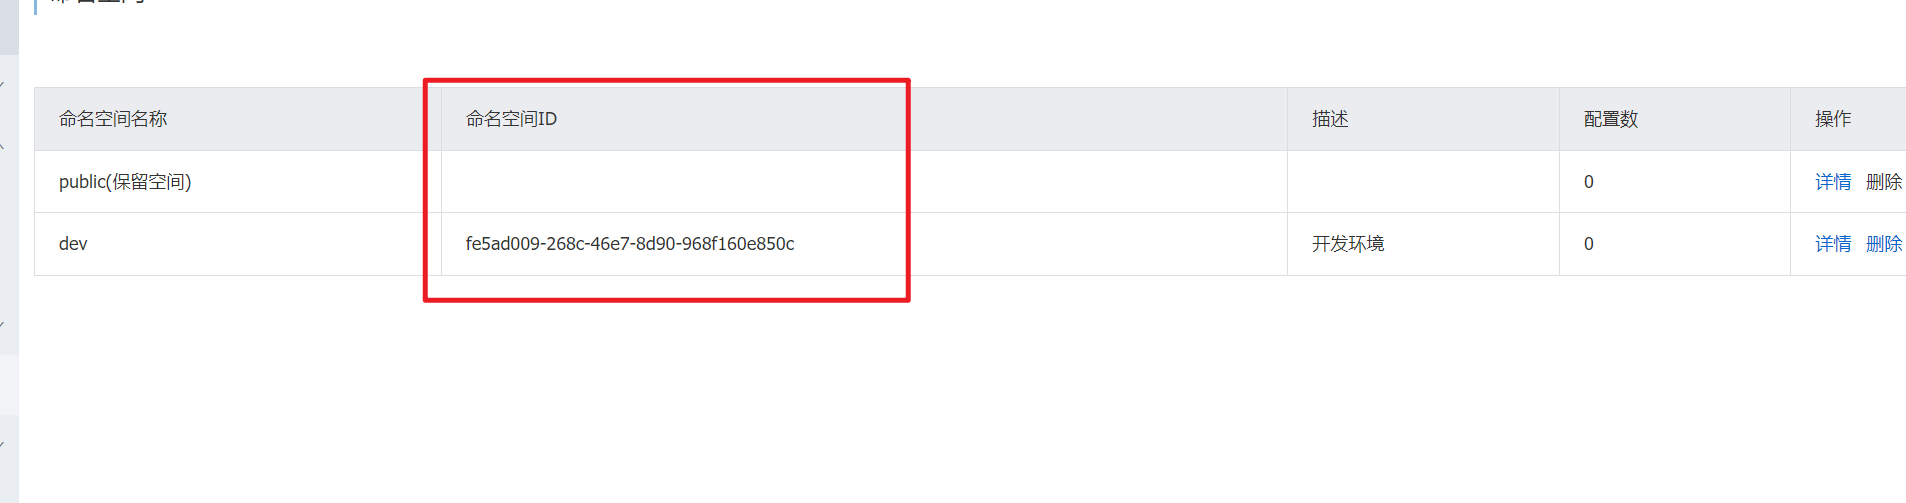 命名空间名称 命名空间ID 描述 配置数 操作
public(保留空间) 0 详情 删除
dev fe5ad009-268c-46e7-8d90-968f160e850c 开发环境 0 详情 删除